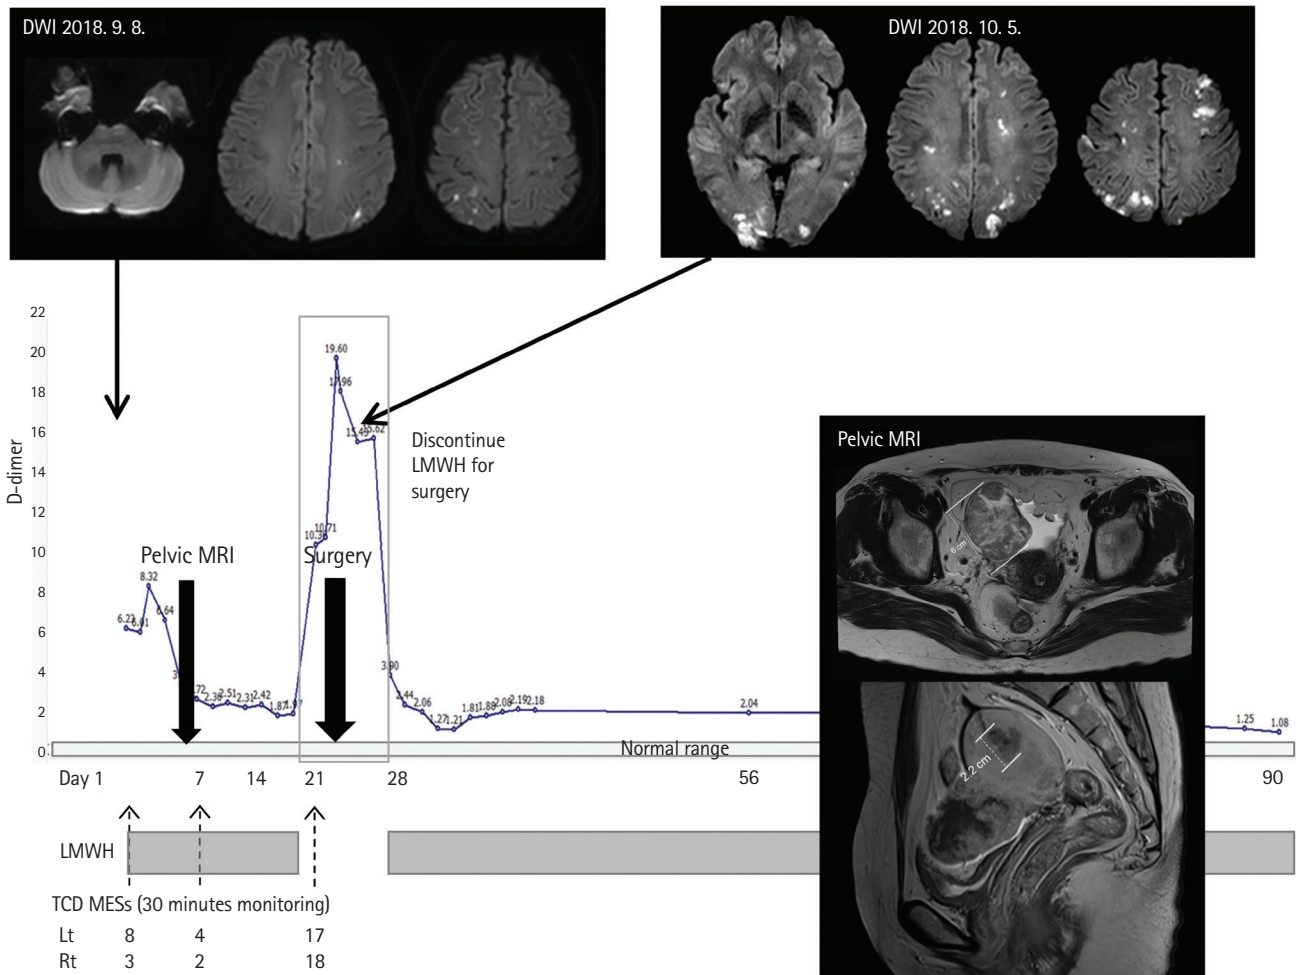 DWI 2018. 9. 8.
DWI 2018. 10. 5.
22
20
18
16
14
12
10
8
6
4
2
0
D-dimer
19.60
15.62
10.71
8.32
6.64
6.23
6.01
2.51
2.31
2.42
1.87
3.90
2.06
1.27
1.21
1.81
1.88
2.08
2.19
2.18
2.04
1.25
1.08
Discontinue
LMWH for
surgery
Pelvic MRI
Surgery
Normal range
Day 1 7 14 21 28 56 90
LMWH
TCD MESs (30 minutes monitoring)
Lt 8 4 17
Rt 3 2 18
Pelvic MRI
6 cm
2.2 cm